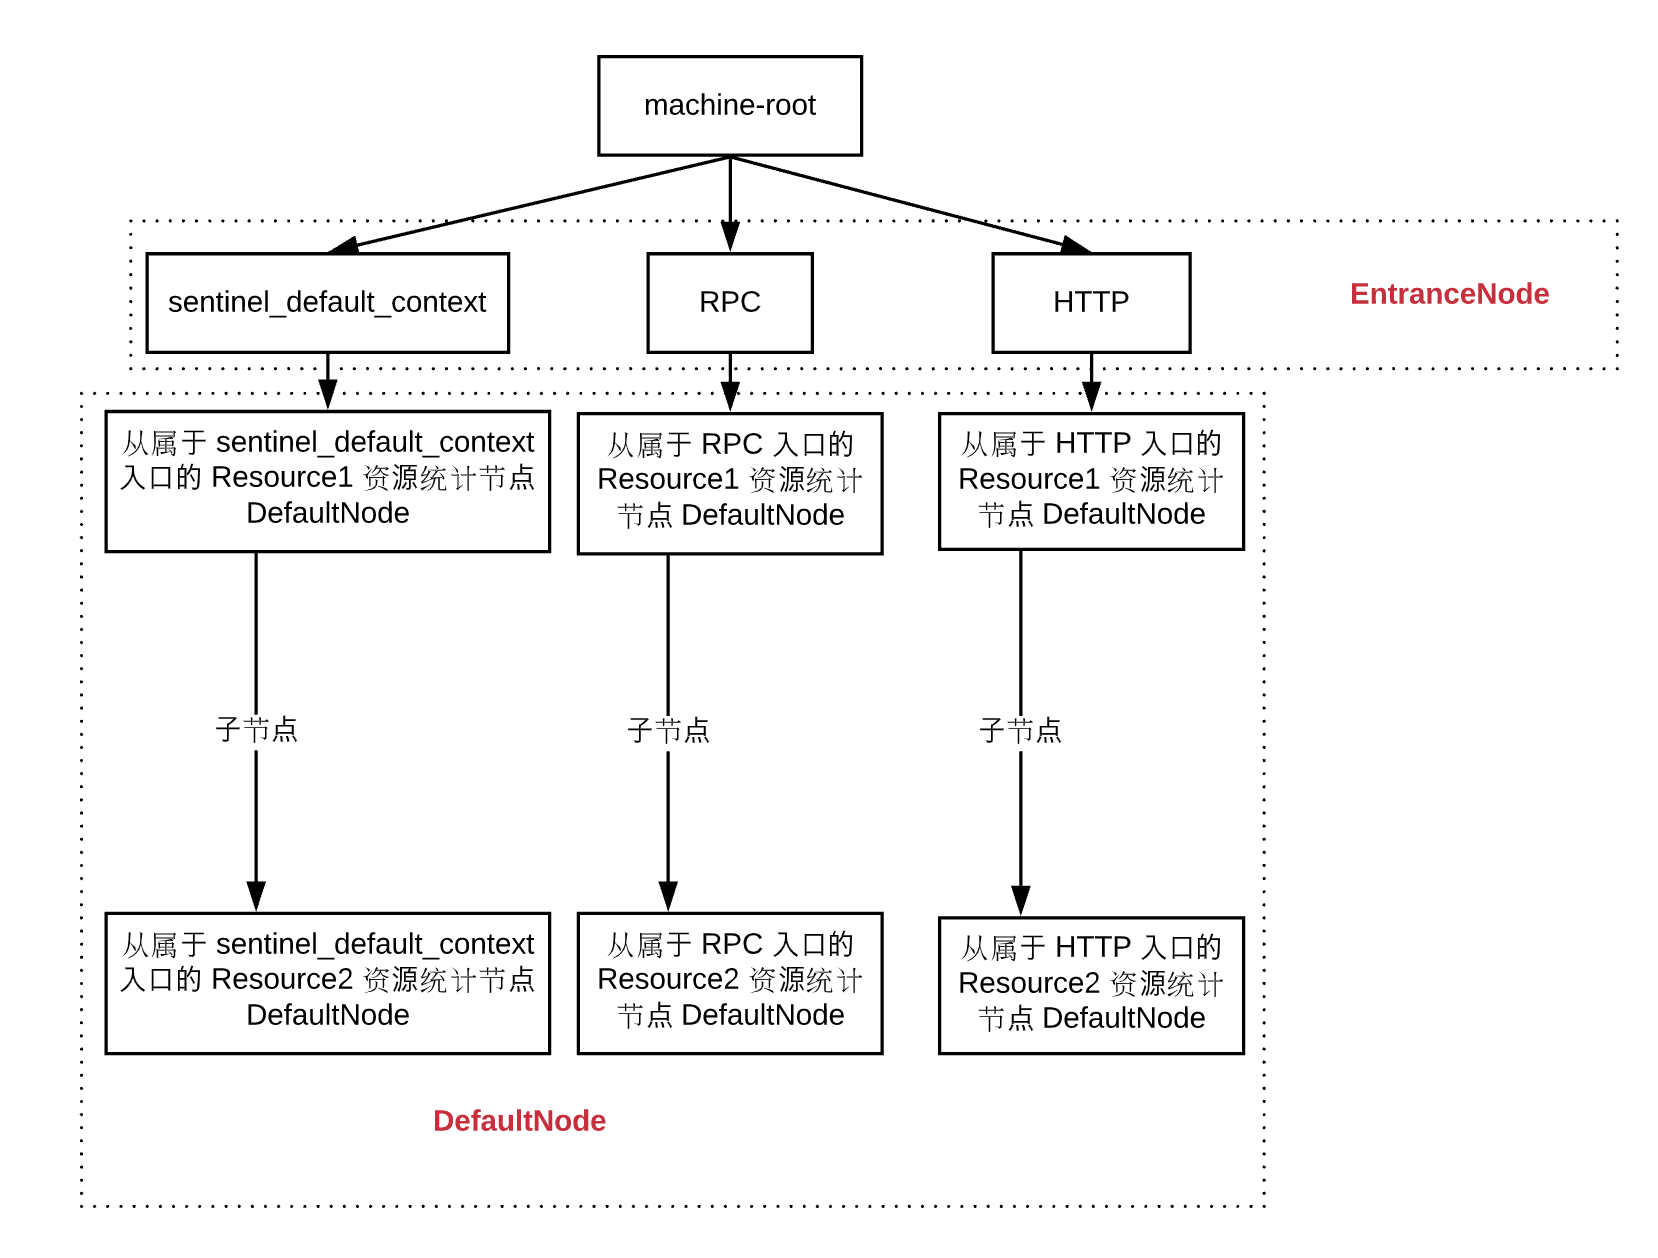 machine-root
sentinel_default_context
RPC
HTTP
EntranceNode
从属于 sentinel_default_context
入口的 Resource1 资源统计节点
DefaultNode
从属于 RPC 入口的
Resource1 资源统计
节点 DefaultNode
从属于 HTTP 入口的
Resource1 资源统计
节点 DefaultNode
子节点
子节点
子节点
从属于 sentinel_default_context
入口的 Resource2 资源统计节点
DefaultNode
从属于 RPC 入口的
Resource2 资源统计
节点 DefaultNode
从属于 HTTP 入口的
Resource2 资源统计
节点 DefaultNode
DefaultNode